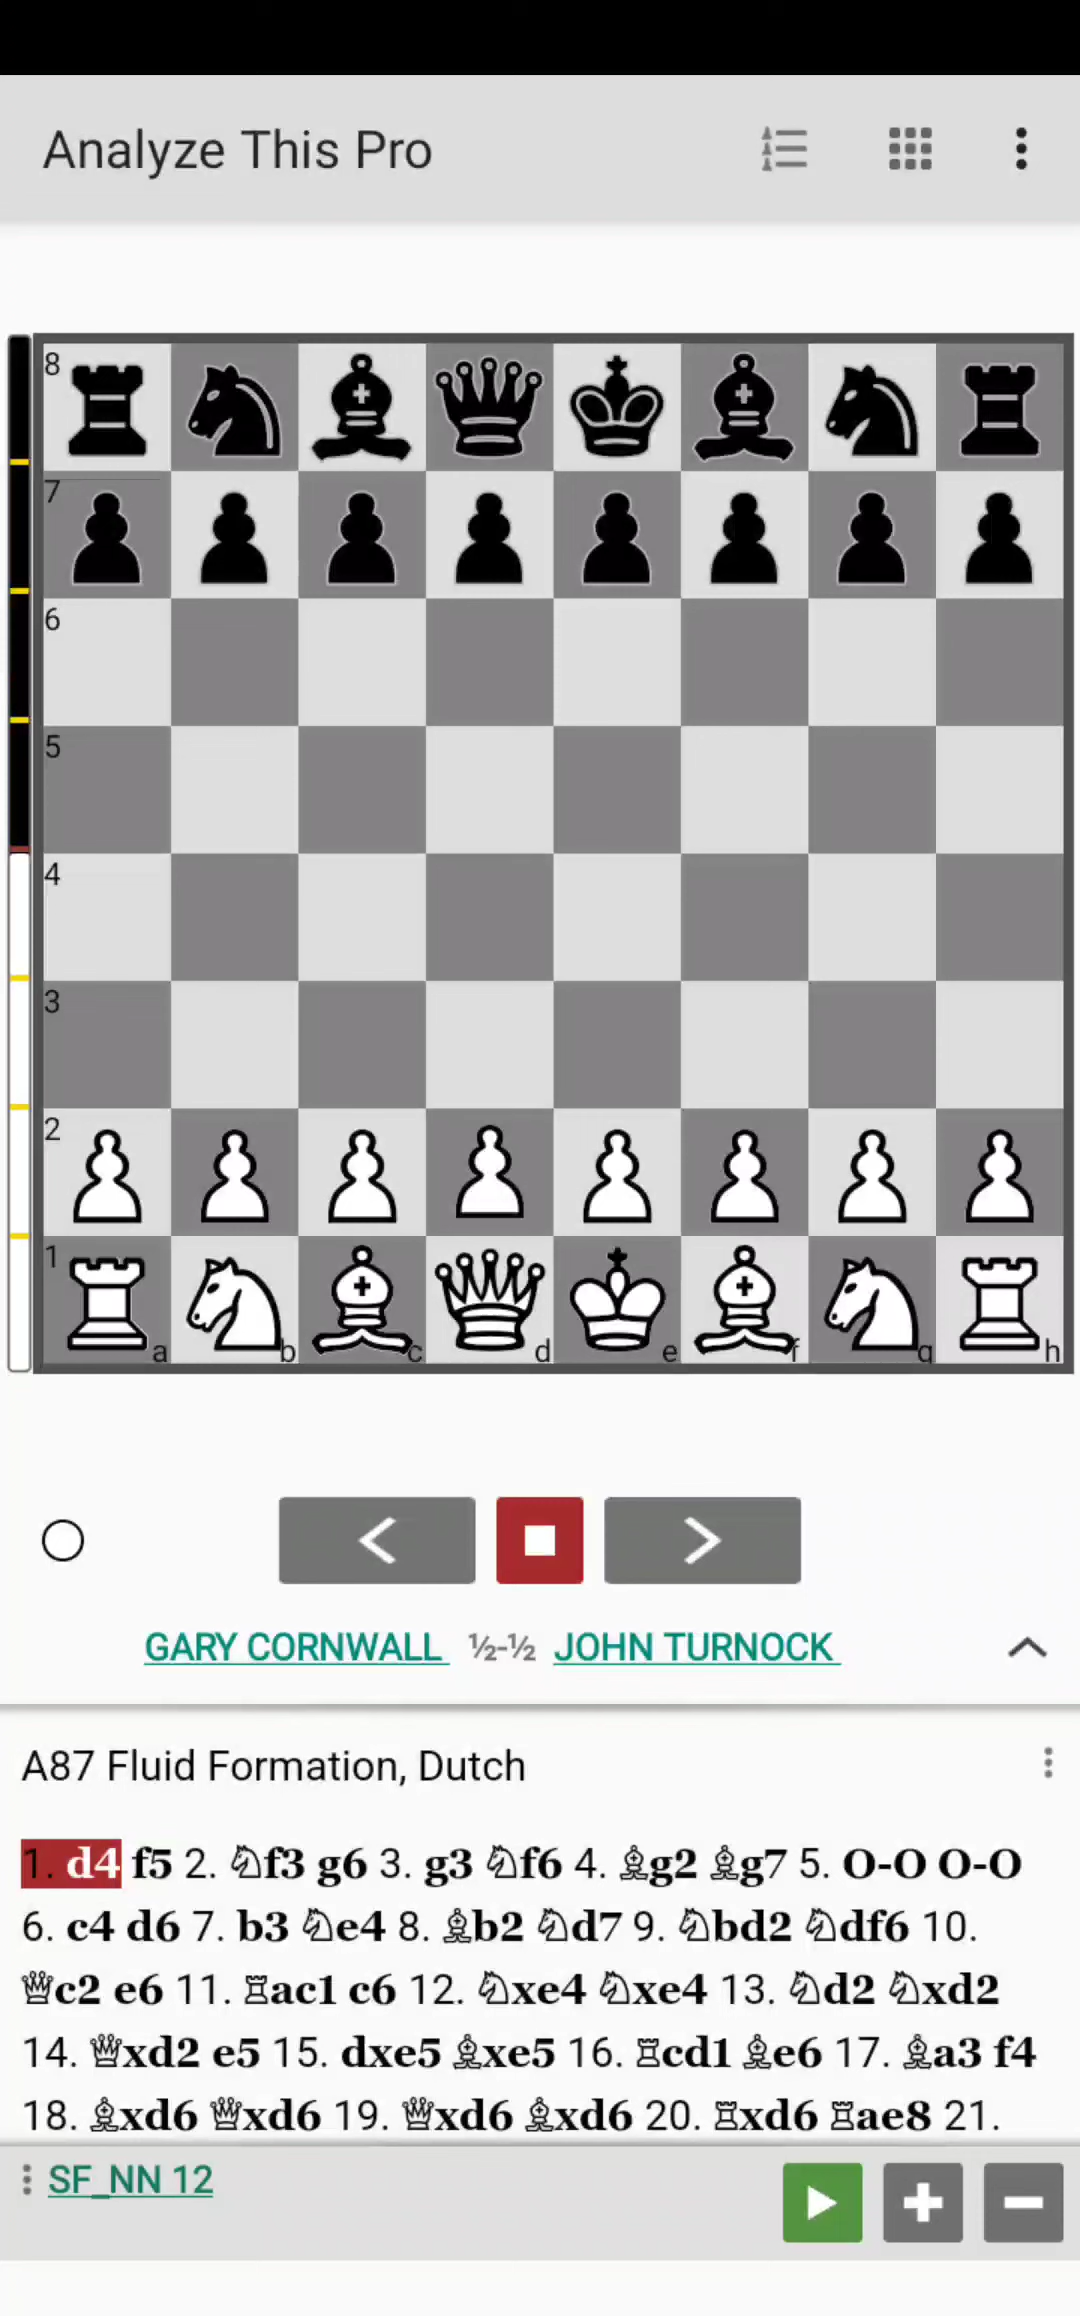 Analyze This Pro
8
7
6
5
4
3
2
1
a b c d e f g h
GARY CORNWALL ½-½ JOHN TURNOCK
A87 Fluid Formation, Dutch
1. d4 f5 2. ♘f3 g6 3. g3 ♘f6 4. ♗g2 ♗g7 5. O-O O-O
6. c4 d6 7. b3 ♘e4 8. ♗b2 ♘d7 9. ♘bd2 ♘df6 10.
♕c2 e6 11. ♖ac1 c6 12. ♘xe4 ♘xe4 13. ♘d2 ♘xd2
14. ♕xd2 e5 15. dxe5 ♗xe5 16. ♖cd1 ♗e6 17. ♗a3 f4
18. ♗xd6 ♕xd6 19. ♕xd6 ♗xd6 20. ♖xd6 ♖ae8 21.
SF_NN 12